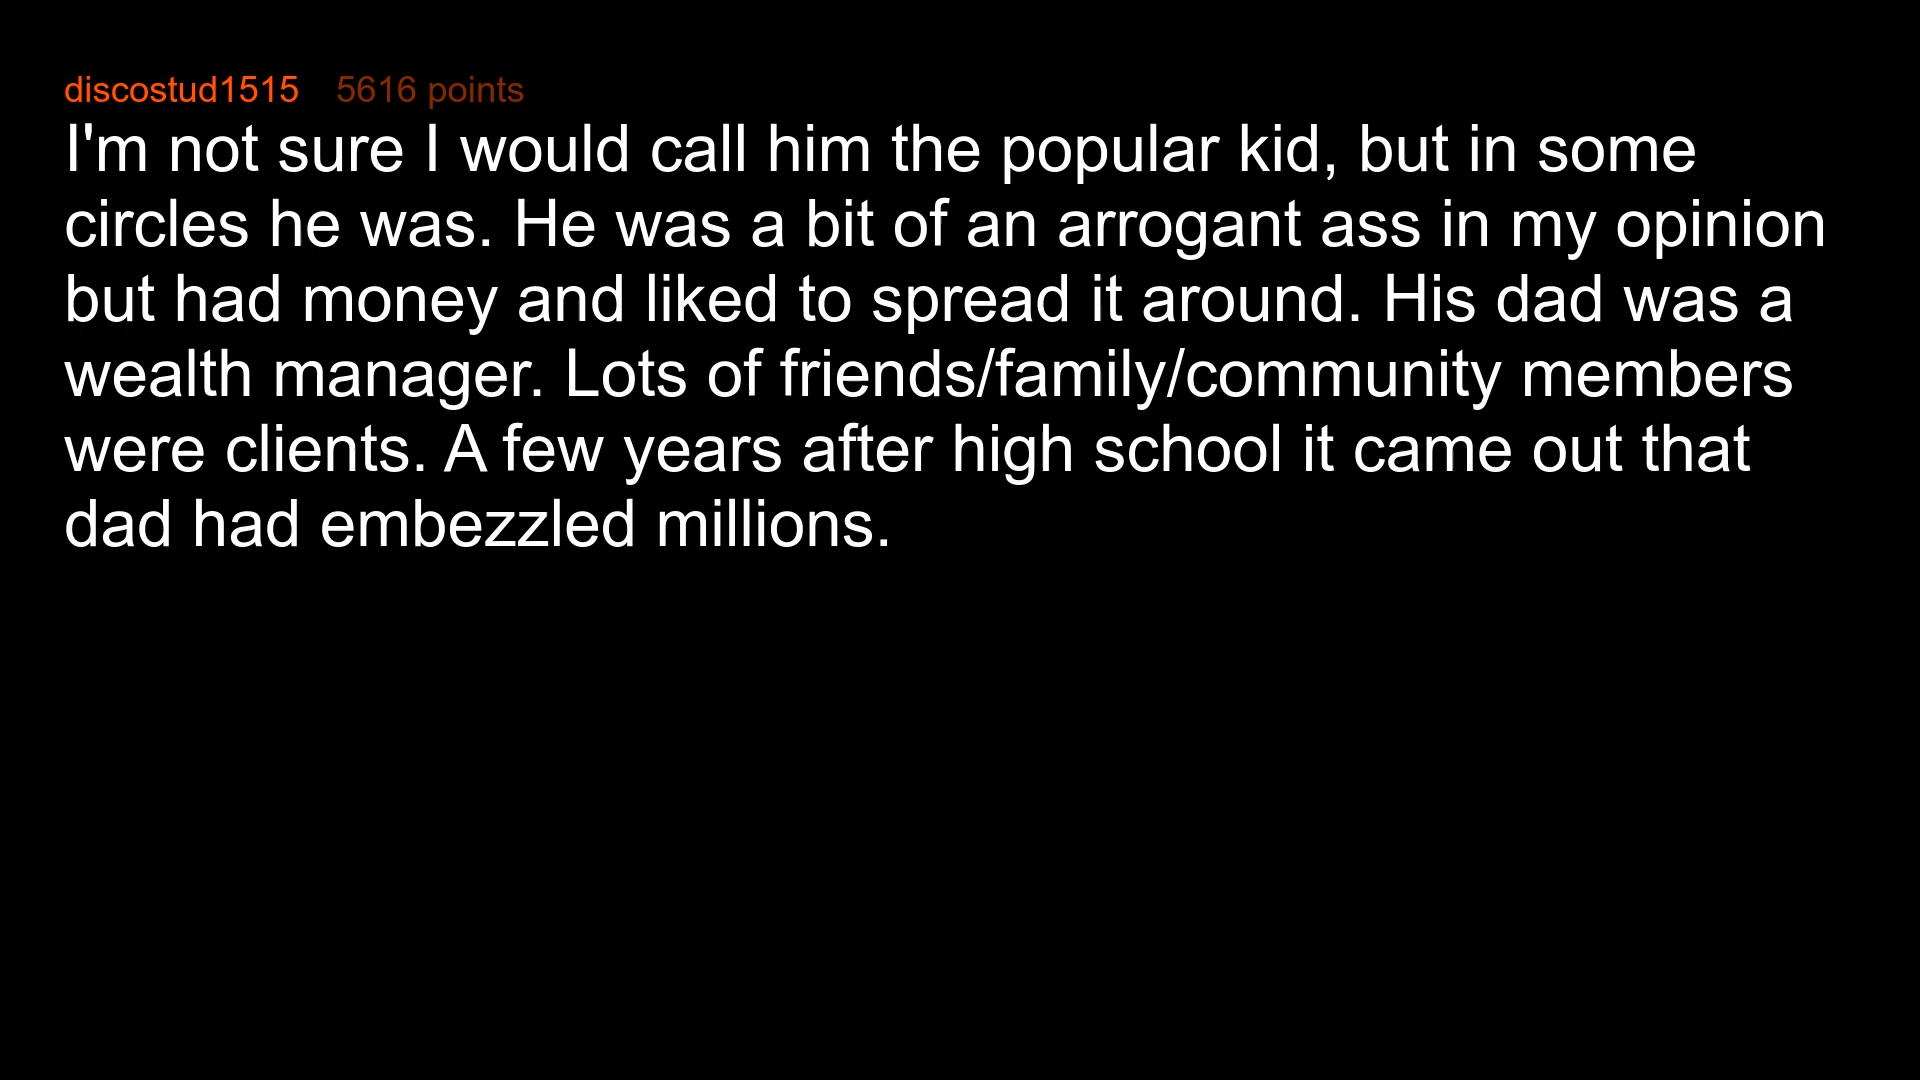 discostud1515 5616 points
I'm not sure I would call him the popular kid, but in some
circles he was. He was a bit of an arrogant ass in my opinion
but had money and liked to spread it around. His dad was a
wealth manager. Lots of friends/family/community members
were clients. A few years after high school it came out that
dad had embezzled millions.